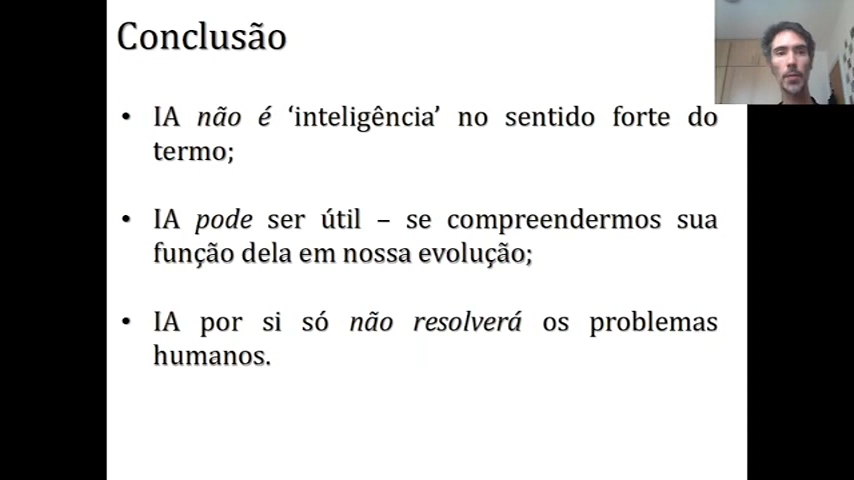 Conclusão
• IA não é ‘inteligência’ no sentido forte do
termo;
• IA pode ser útil – se compreendermos sua
função dela em nossa evolução;
• IA por si só não resolverá os problemas
humanos.